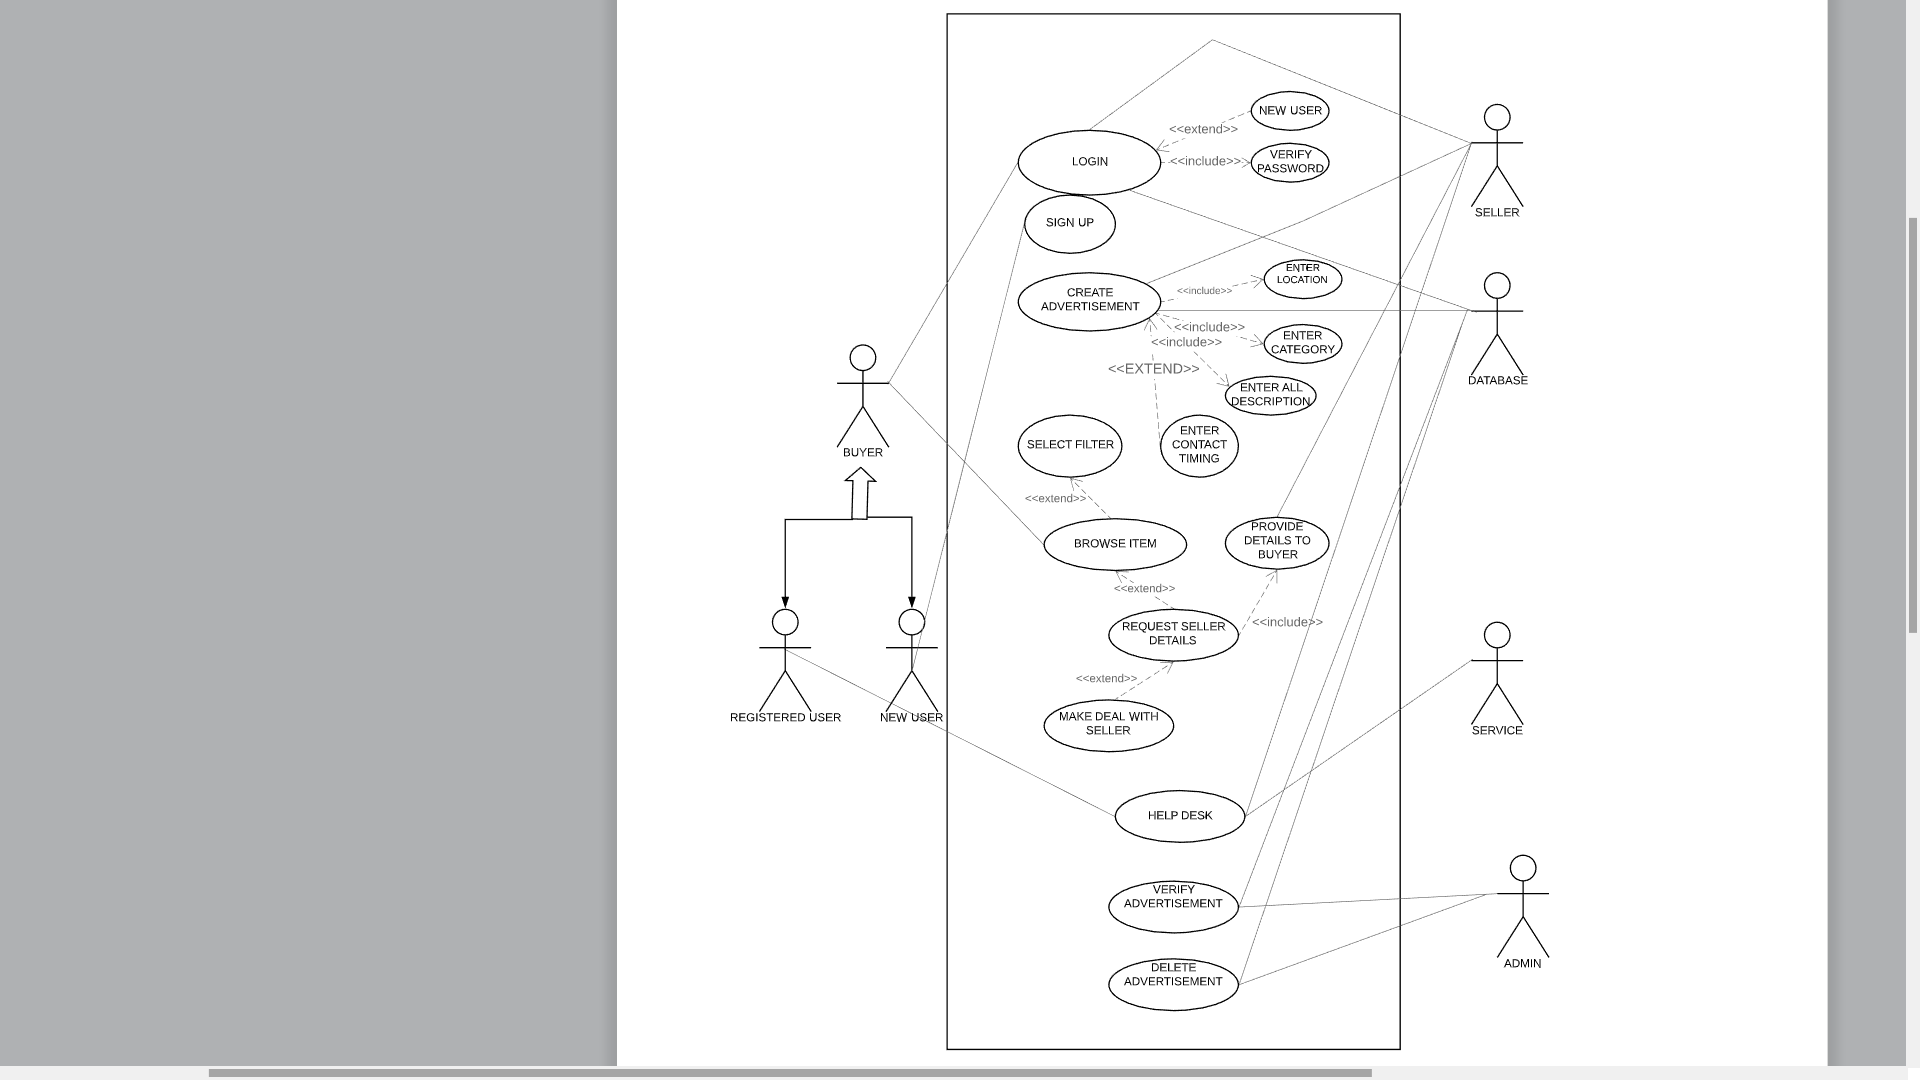 NEW USER
<<extend>>
LOGIN
<<include>>
VERIFY
PASSWORD
SELLER
SIGN UP
ENTER
LOCATION
<<include>>
CREATE
ADVERTISEMENT
<<include>>
<<include>>
ENTER
CATEGORY
<<EXTEND>>
DATABASE
ENTER ALL
DESCRIPTION
BUYER
SELECT FILTER
ENTER
CONTACT
TIMING
<<extend>>
BROWSE ITEM
PROVIDE
DETAILS TO
BUYER
<<extend>>
REQUEST SELLER
DETAILS
<<include>>
<<extend>>
REGISTERED USER
NEW USER
MAKE DEAL WITH
SELLER
SERVICE
HELP DESK
VERIFY
ADVERTISEMENT
ADMIN
DELETE
ADVERTISEMENT